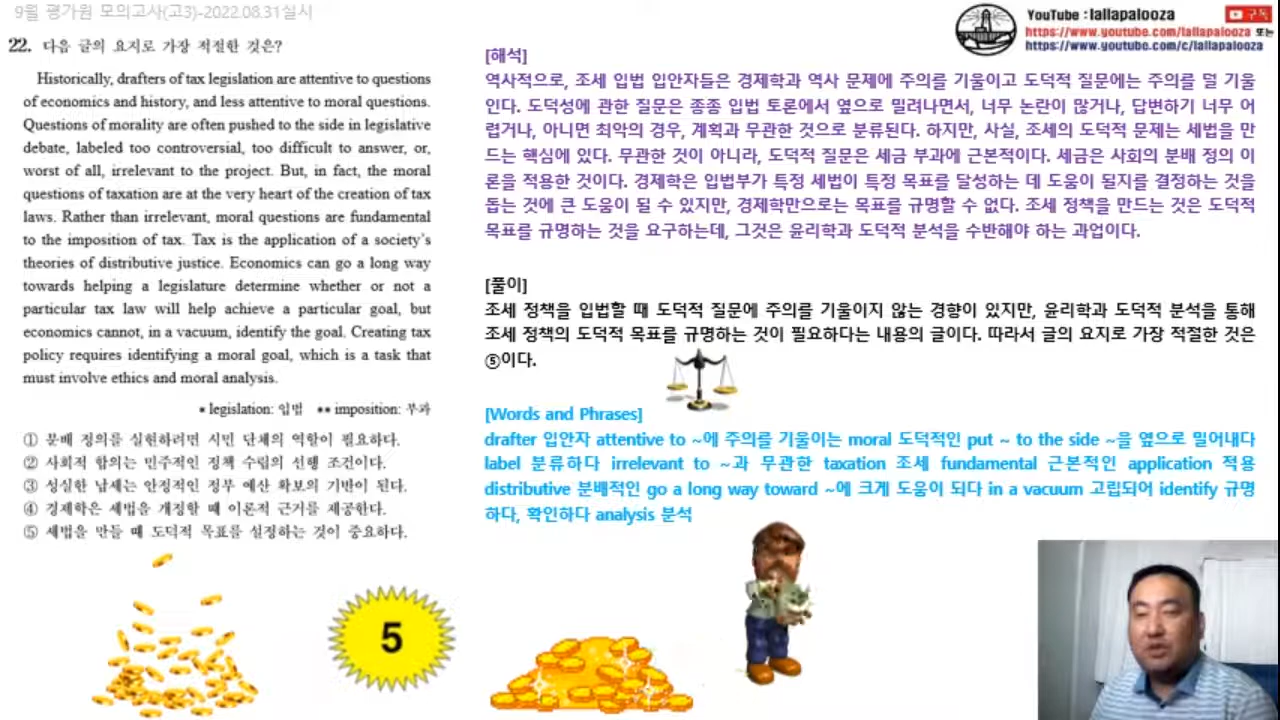 9월 평가원 모의고사(고3)-2022.08.31실시
YouTube : lallapalooza
구독
https://www.youtube.com/lallapalooza 또는
https://www.youtube.com/c/lallapalooza
22. 다음 글의 요지로 가장 적절한 것은?
Historically, drafters of tax legislation are attentive to questions
of economics and history, and less attentive to moral questions.
Questions of morality are often pushed to the side in legislative
debate, labeled too controversial, too difficult to answer, or,
worst of all, irrelevant to the project. But, in fact, the moral
questions of taxation are at the very heart of the creation of tax
laws. Rather than irrelevant, moral questions are fundamental
to the imposition of tax. Tax is the application of a society's
theories of distributive justice. Economics can go a long way
towards helping a legislature determine whether or not a
particular tax law will help achieve a particular goal, but
economics cannot, in a vacuum, identify the goal. Creating tax
policy requires identifying a moral goal, which is a task that
must involve ethics and moral analysis.
* legislation: 입법 ** imposition: 부과
① 분배 정의를 실현하려면 시민 단체의 역할이 필요하다.
② 사회적 합의는 민주적인 정책 수립의 선행 조건이다.
③ 성실한 납세는 안정적인 정부 예산 확보의 기반이 된다.
④ 경제학은 세법을 개정할 때 이론적 근거를 제공한다.
⑤ 세법을 만들 때 도덕적 목표를 설정하는 것이 중요하다.
5
[해석]
역사적으로, 조세 입법 입안자들은 경제학과 역사 문제에 주의를 기울이고 도덕적 질문에는 주의를 덜 기울
인다. 도덕성에 관한 질문은 종종 입법 토론에서 옆으로 밀려나면서, 너무 논란이 많거나, 답변하기 너무 어
렵거나, 아니면 최악의 경우, 계획과 무관한 것으로 분류된다. 하지만, 사실, 조세의 도덕적 문제는 세법을 만
드는 핵심에 있다. 무관한 것이 아니라, 도덕적 질문은 세금 부과에 근본적이다. 세금은 사회의 분배 정의 이
론을 적용한 것이다. 경제학은 입법부가 특정 세법이 특정 목표를 달성하는 데 도움이 될지를 결정하는 것을
돕는 것에 큰 도움이 될 수 있지만, 경제학만으로는 목표를 규명할 수 없다. 조세 정책을 만드는 것은 도덕적
목표를 규명하는 것을 요구하는데, 그것은 윤리학과 도덕적 분석을 수반해야 하는 과업이다.
[풀이]
조세 정책을 입법할 때 도덕적 질문에 주의를 기울이지 않는 경향이 있지만, 윤리학과 도덕적 분석을 통해
조세 정책의 도덕적 목표를 규명하는 것이 필요하다는 내용의 글이다. 따라서 글의 요지로 가장 적절한 것은
⑤이다.
[Words and Phrases]
drafter 입안자 attentive to ~에 주의를 기울이는 moral 도덕적인 put ~ to the side ~을 옆으로 밀어내다
label 분류하다 irrelevant to ~과 무관한 taxation 조세 fundamental 근본적인 application 적용
distributive 분배적인 go a long way toward ~에 크게 도움이 되다 in a vacuum 고립되어 identify 규명
하다, 확인하다 analysis 분석